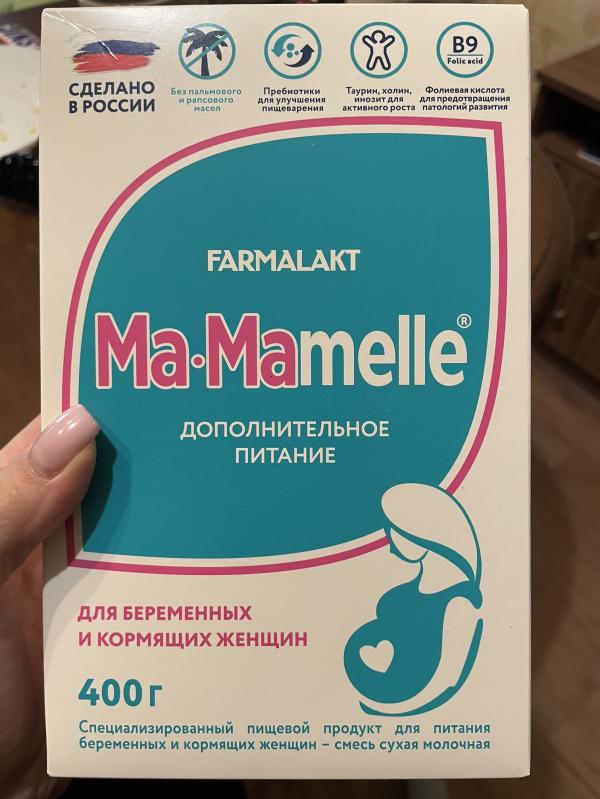 СДЕЛАНО
В РОССИИ
Без пальмового
и рапсового
масел
Пребиотики
для улучшения
пищеварения
Таурин, холин,
инозит для
активного роста
B9
Folic acid
Фолиевая кислота
для предотвращения
патологий развития
FARMALAKT
Ma·Mamelle®
ДОПОЛНИТЕЛЬНОЕ
ПИТАНИЕ
ДЛЯ БЕРЕМЕННЫХ
И КОРМЯЩИХ ЖЕНЩИН
400 г
Специализированный пищевой продукт для питания
беременных и кормящих женщин – смесь сухая молочная